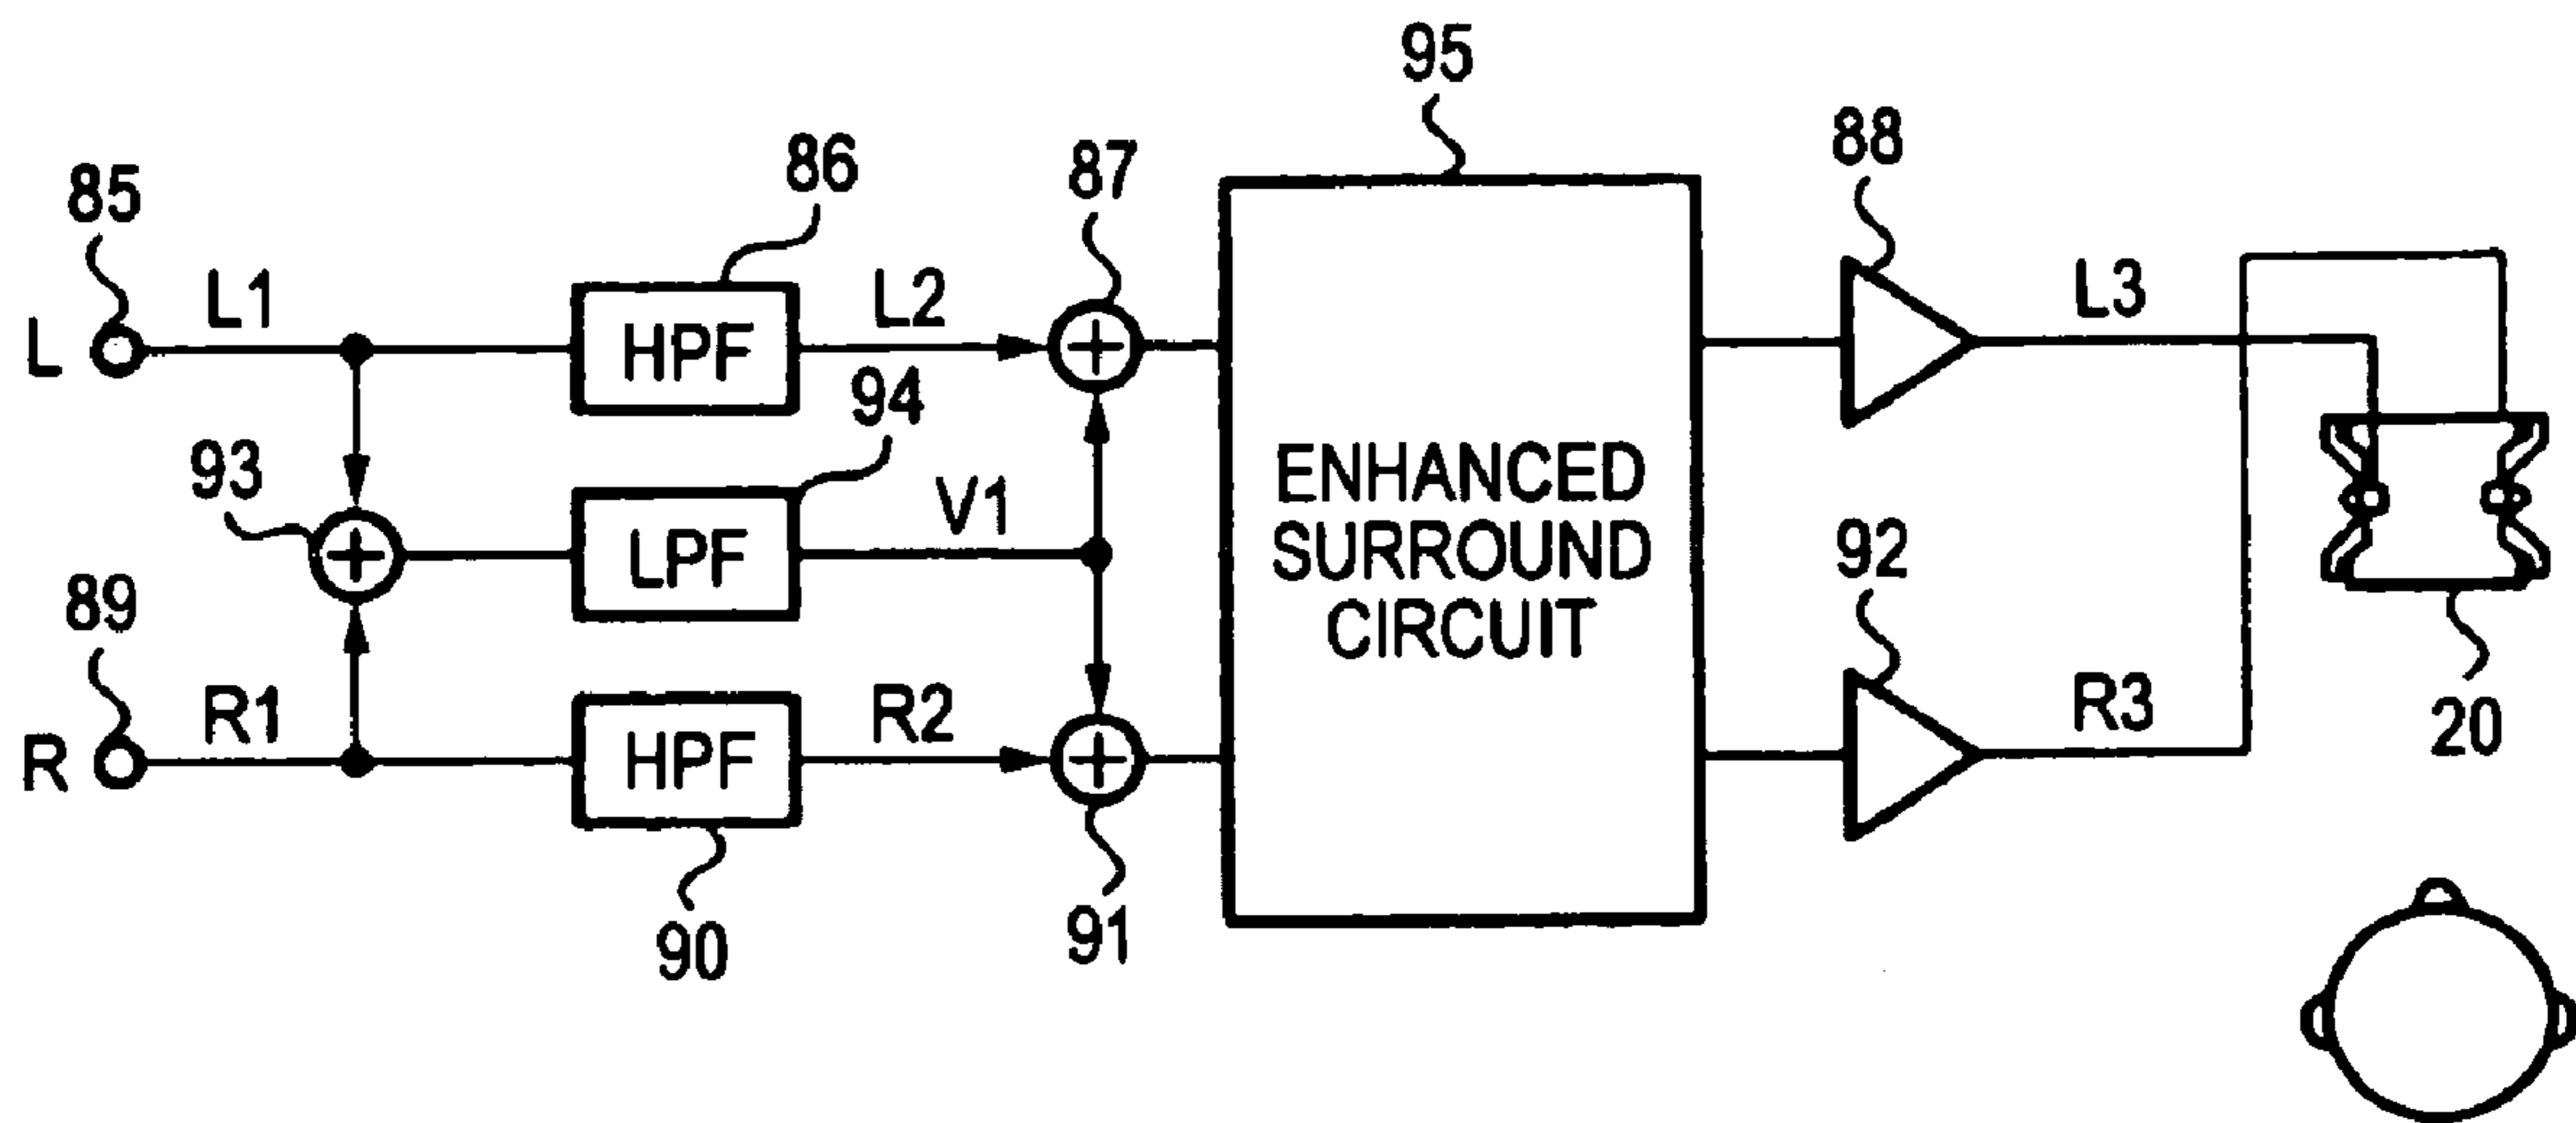 95
88
86
87
85
L1
L2
L3
L
HPF
94
93
V1
ENHANCED
SURROUND
CIRCUIT
LPF
92
89
R1
R2
R3
20
R
HPF
90
91